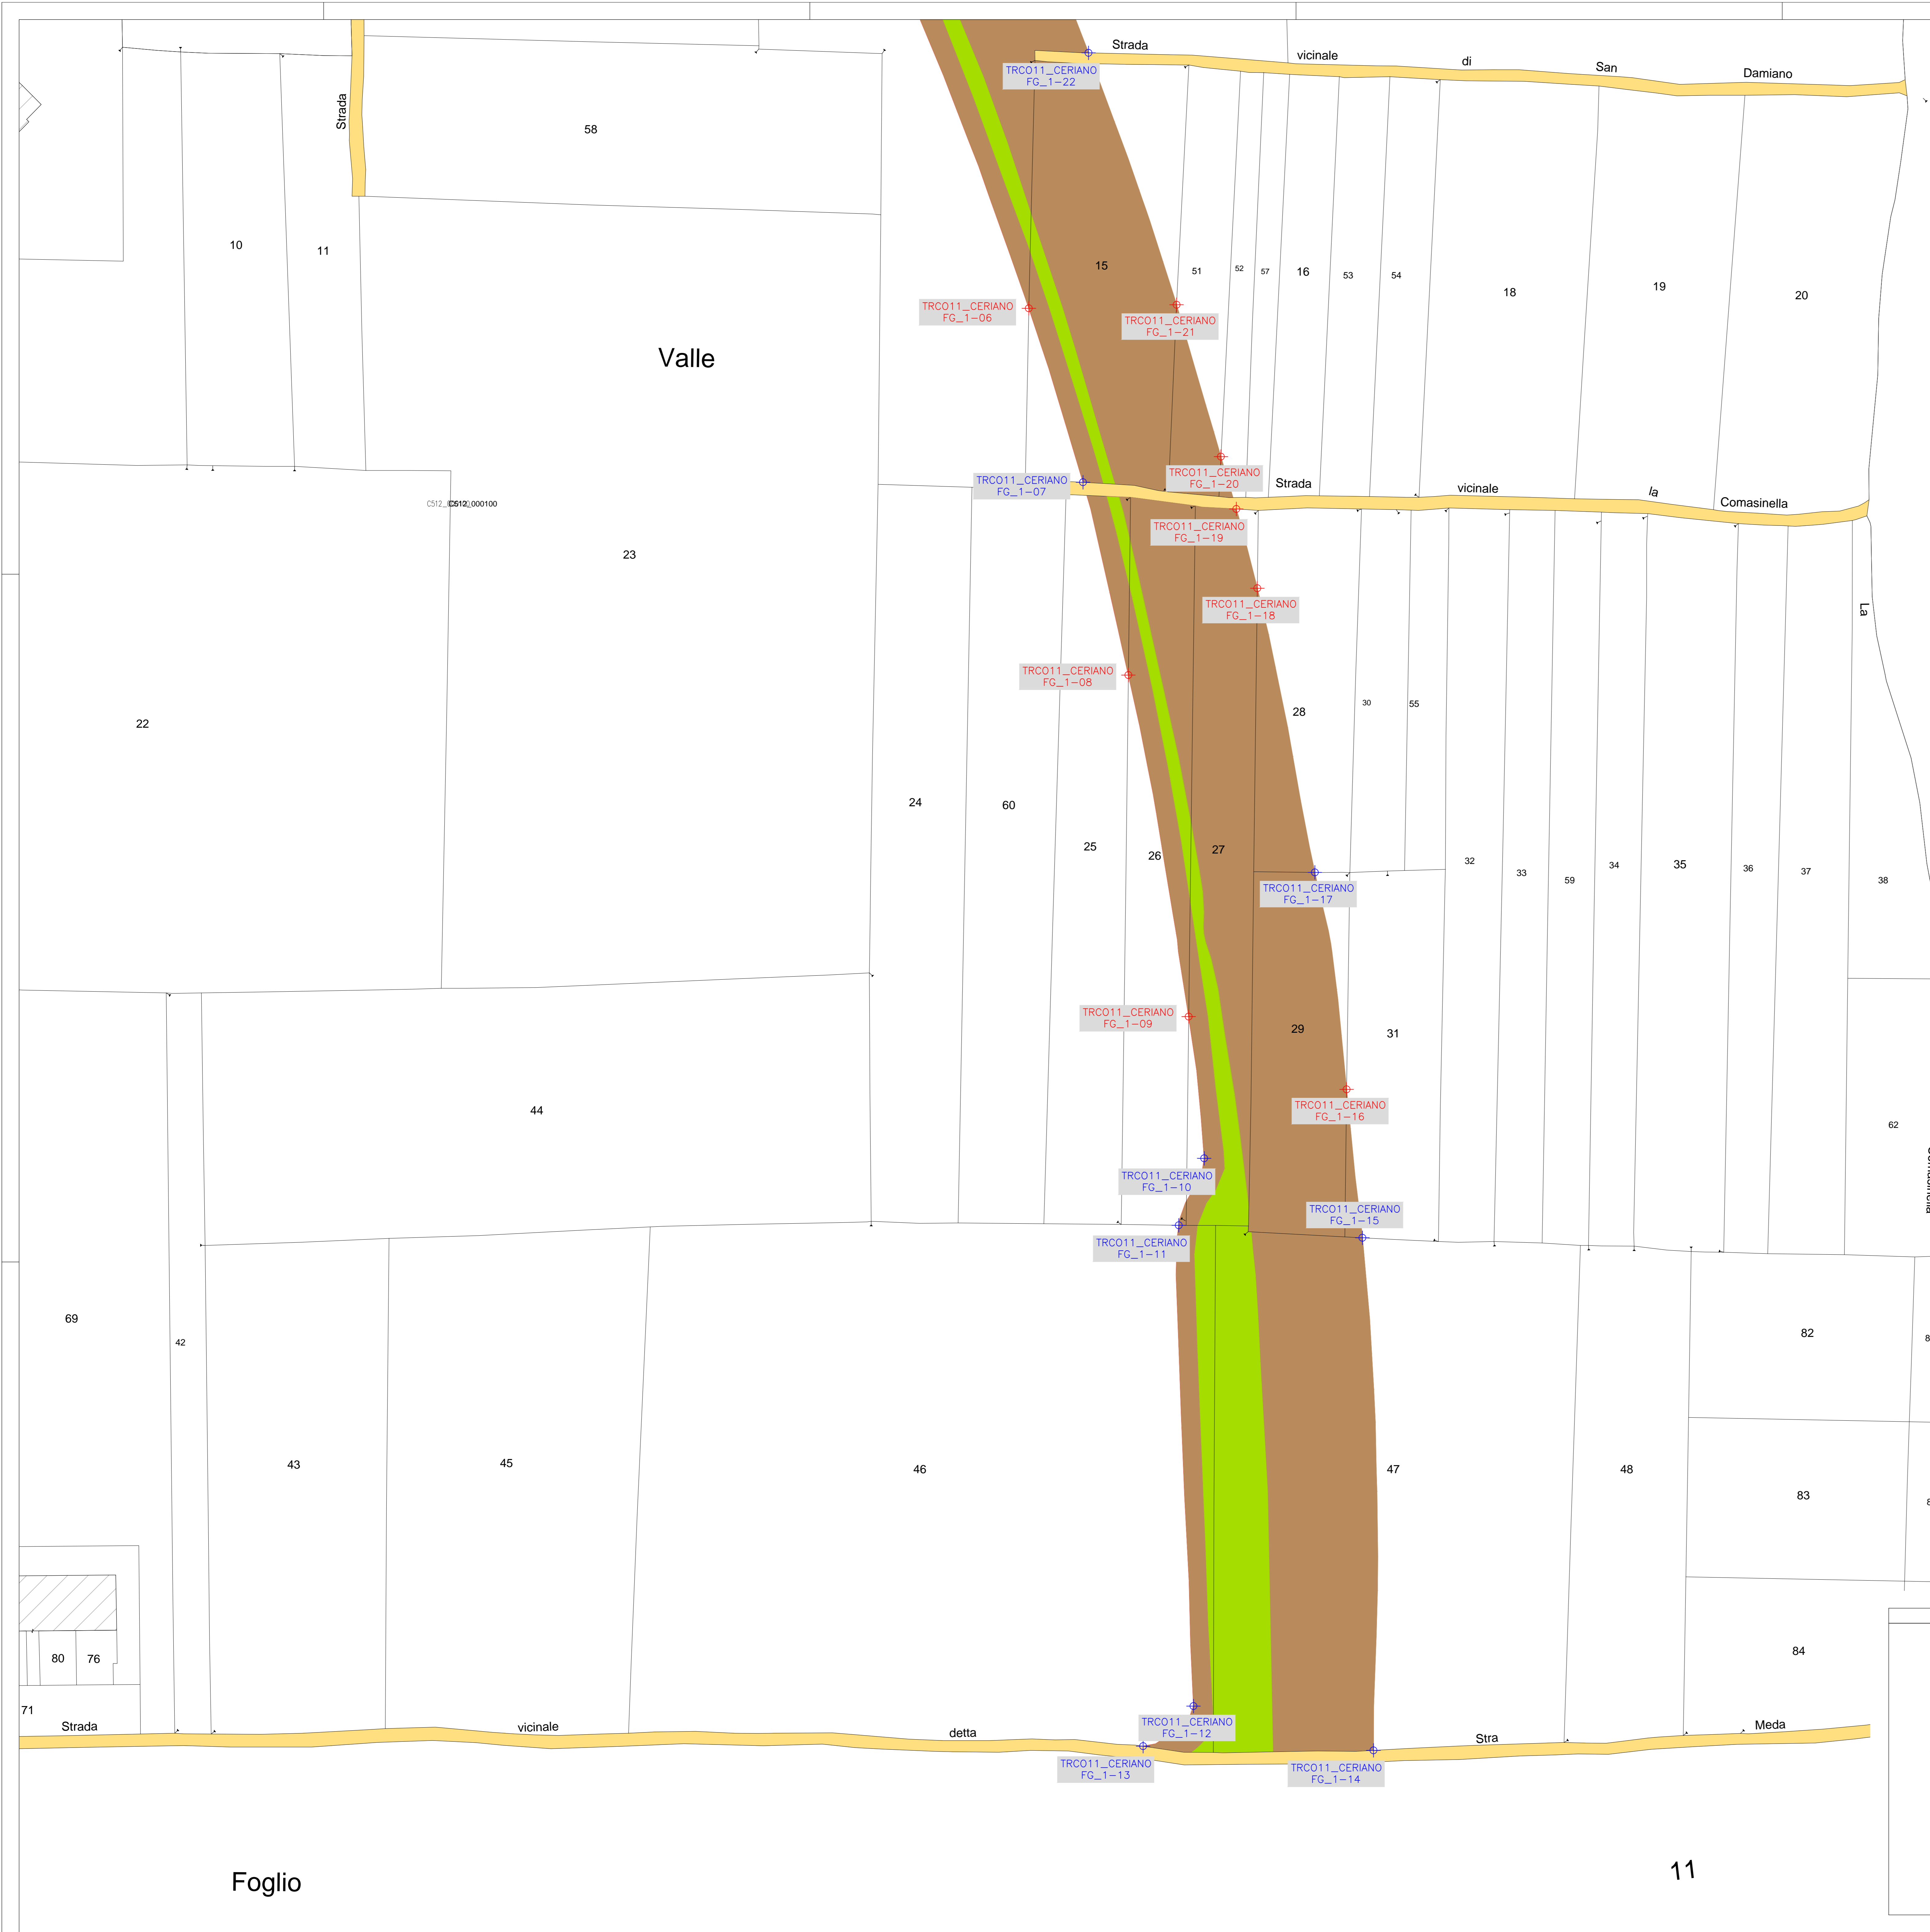 Strada vicinale di San Damiano
TRCO11_CERIANO
FG_1-22
Strada
58
10
11
15
51
52
57
16
53
54
18
19
20
TRCO11_CERIANO
FG_1-06
TRCO11_CERIANO
FG_1-21
Valle
TRCO11_CERIANO
FG_1-20
TRCO11_CERIANO
FG_1-07
Strada vicinale la Comasinella
C512_000100
TRCO11_CERIANO
FG_1-19
23
TRCO11_CERIANO
FG_1-18
La
TRCO11_CERIANO
FG_1-08
22
28
30
55
24
60
25
26
27
32
33
59
34
35
36
37
38
TRCO11_CERIANO
FG_1-17
TRCO11_CERIANO
FG_1-09
29
31
44
TRCO11_CERIANO
FG_1-16
62
TRCO11_CERIANO
FG_1-10
TRCO11_CERIANO
FG_1-15
TRCO11_CERIANO
FG_1-11
69
42
82
43
45
46
47
48
83
80
76
84
71
Strada vicinale detta Stra Meda
TRCO11_CERIANO
FG_1-12
TRCO11_CERIANO
FG_1-13
TRCO11_CERIANO
FG_1-14
Foglio 11